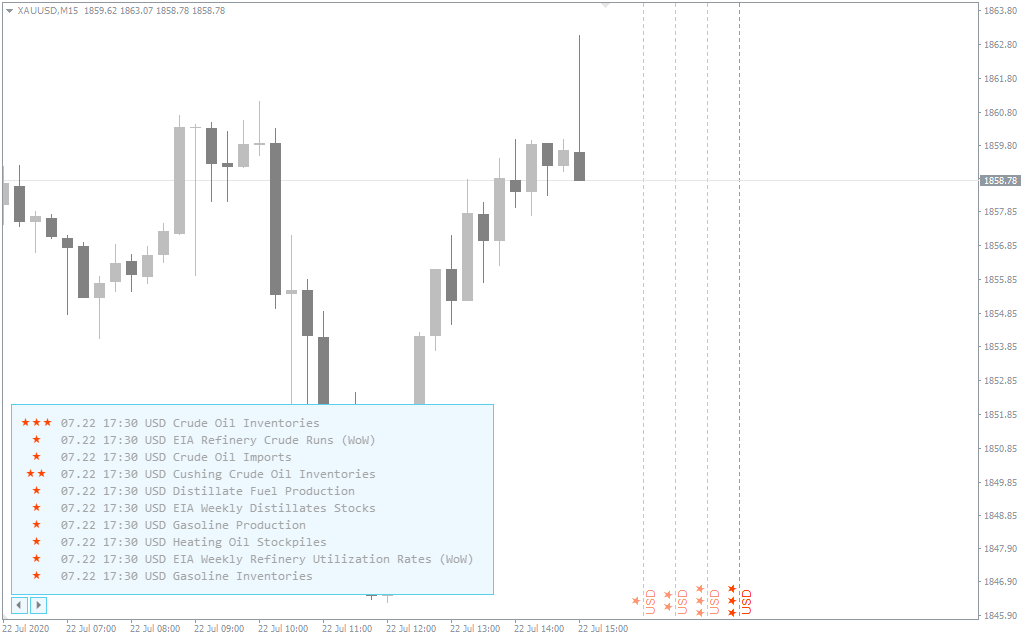 XAUUSD,M15 1859.62 1863.07 1858.78 1858.78
1863.80
1862.80
1861.80
1860.80
1859.80
1858.78
1857.85
1856.85
1855.85
1854.85
1853.85
1852.85
1851.85
1850.85
1849.85
1848.85
1847.90
1846.90
1845.90
★★★ 07.22 17:30 USD Crude Oil Inventories
★ 07.22 17:30 USD EIA Refinery Crude Runs (WoW)
★ 07.22 17:30 USD Crude Oil Imports
★★ 07.22 17:30 USD Cushing Crude Oil Inventories
★ 07.22 17:30 USD Distillate Fuel Production
★ 07.22 17:30 USD EIA Weekly Distillates Stocks
★ 07.22 17:30 USD Gasoline Production
★ 07.22 17:30 USD Heating Oil Stockpiles
★ 07.22 17:30 USD EIA Weekly Refinery Utilization Rates (WoW)
★ 07.22 17:30 USD Gasoline Inventories
★ USD
★★ USD
★★★ USD
★★★ USD
22 Jul 2020 22 Jul 07:00 22 Jul 08:00 22 Jul 09:00 22 Jul 10:00 22 Jul 11:00 22 Jul 12:00 22 Jul 13:00 22 Jul 14:00 22 Jul 15:00